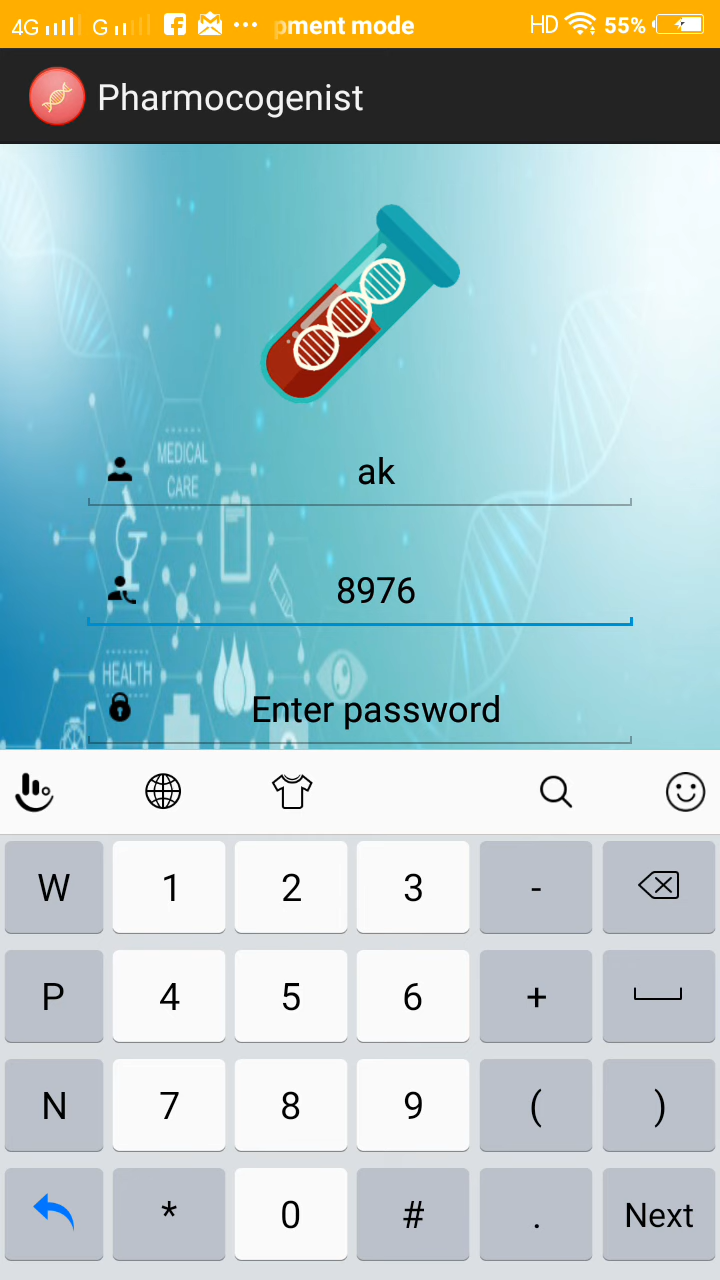 4G G ... pment mode HD 55%
Pharmocogenist
MEDICAL
CARE
ak
8976
HEALTH
Enter password
W 1 2 3 -
P 4 5 6 +
N 7 8 9 ( )
* 0 # . Next